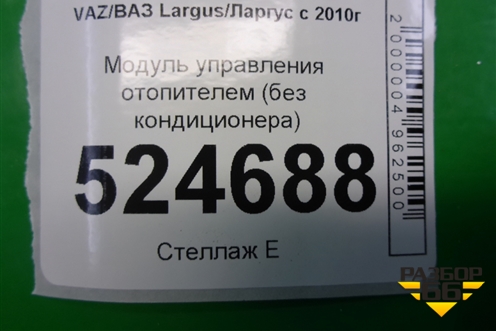 VAZ/ВАЗ Largus/Ларгус с 2010г
Модуль управления
отопителем (без
кондиционера)
524688
Стеллаж Е
2000004962500
РАЗБОР
66